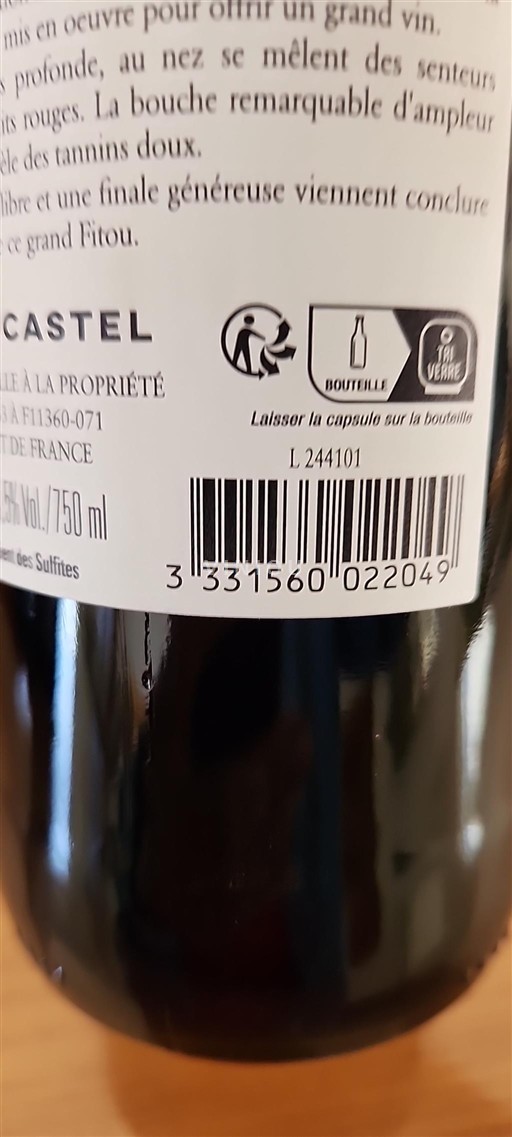 mis en oeuvre pour offrir un grand vin.
profonde, au nez se mêlent des senteurs
rouges. La bouche remarquable d'ampleur
des tannins doux.
et une finale généreuse viennent conclure
ce grand Fitou.
CASTEL
À LA PROPRIÉTÉ
À F11360-071
DE FRANCE
5% Vol./750 ml
des Sulfites
BOUTEILLE
TRI
VERRE
Laisser la capsule sur la bouteille
L 244101
3 331560 022049